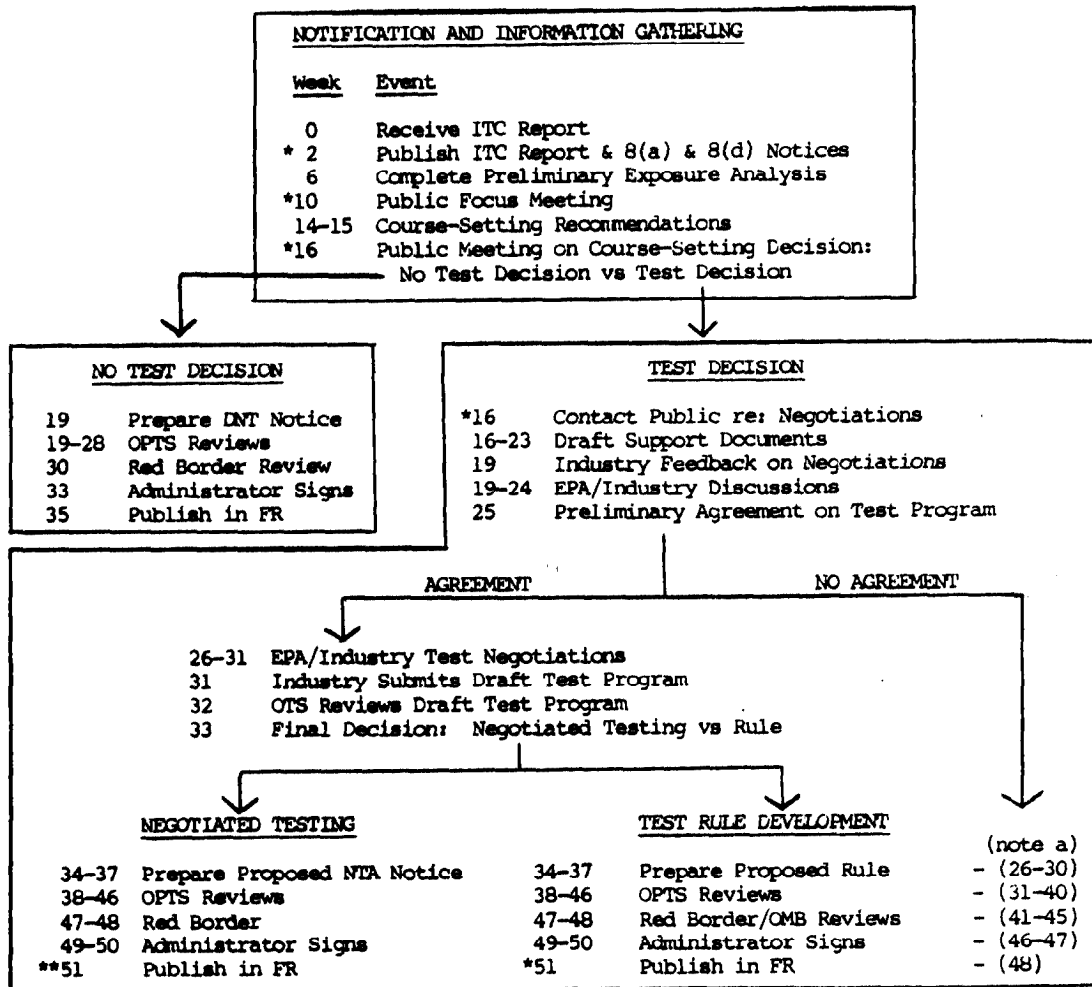 NOTIFICATION AND INFORMATION GATHERING
Week Event
0 Receive ITC Report
* 2 Publish ITC Report & 8(a) & 8(d) Notices
6 Complete Preliminary Exposure Analysis
*10 Public Focus Meeting
14-15 Course-Setting Recommendations
*16 Public Meeting on Course-Setting Decision:
No Test Decision vs Test Decision
NO TEST DECISION
19 Prepare DNT Notice
19-28 OPTS Reviews
30 Red Border Review
33 Administrator Signs
35 Publish in FR
TEST DECISION
*16 Contact Public re: Negotiations
16-23 Draft Support Documents
19 Industry Feedback on Negotiations
19-24 EPA/Industry Discussions
25 Preliminary Agreement on Test Program
AGREEMENT NO AGREEMENT
26-31 EPA/Industry Test Negotiations
31 Industry Submits Draft Test Program
32 OTS Reviews Draft Test Program
33 Final Decision: Negotiated Testing vs Rule
NEGOTIATED TESTING
34-37 Prepare Proposed NTA Notice
38-46 OPTS Reviews
47-48 Red Border
49-50 Administrator Signs
**51 Publish in FR
TEST RULE DEVELOPMENT
(note a)
34-37 Prepare Proposed Rule - (26-30)
38-46 OPTS Reviews - (31-40)
47-48 Red Border/OMB Reviews - (41-45)
49-50 Administrator Signs - (46-47)
*51 Publish in FR - (48)